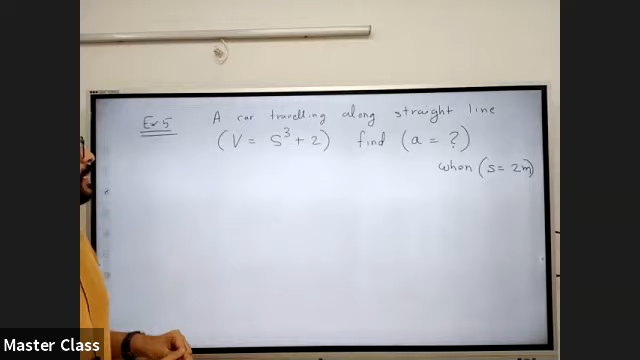 Ex.5 A car travelling along straight line
(V = S³ + 2) find (a = ?)
when (s = 2m)
Master Class